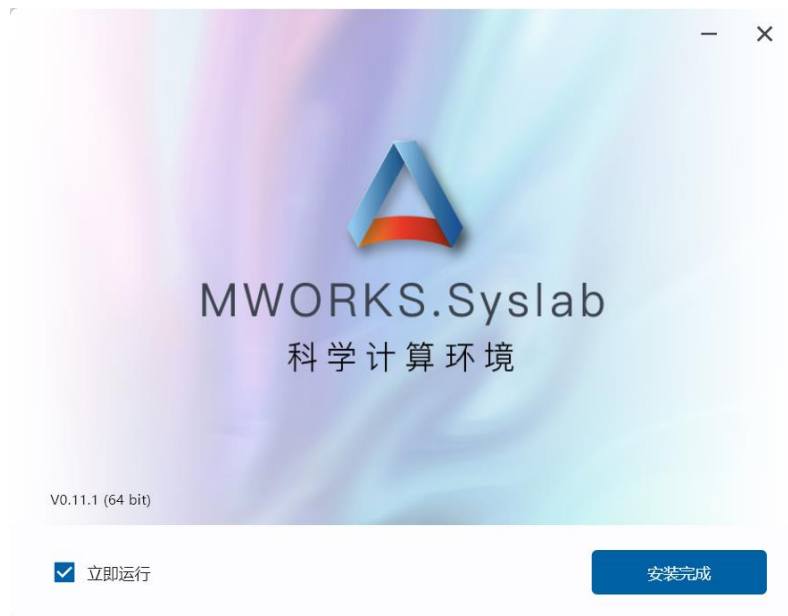 MWORKS.Syslab
科学计算环境
V0.11.1 (64 bit)
立即运行
安装完成